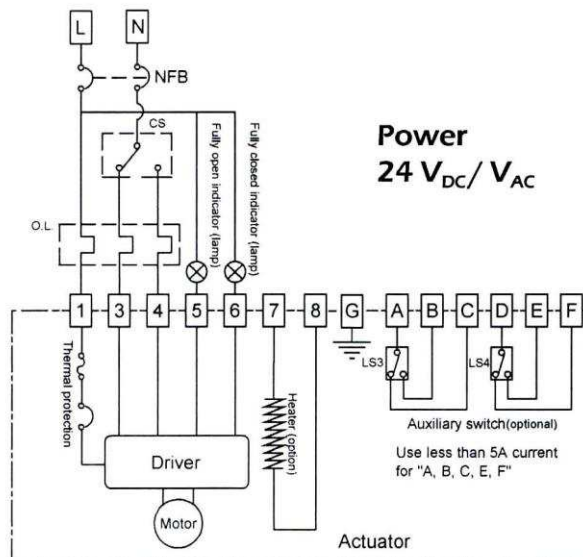 L N
NFB
CS
Fully open indicator (lamp)
Fully closed indicator (lamp)
Power
24 VDC/ VAC
O.L.
1 3 4 5 6 7 8 G A B C D E F
Thermal protection
Heater (option)
LS3
LS4
Auxiliary switch(optional)
Use less than 5A current
for "A, B, C, E, F"
Driver
Motor
Actuator